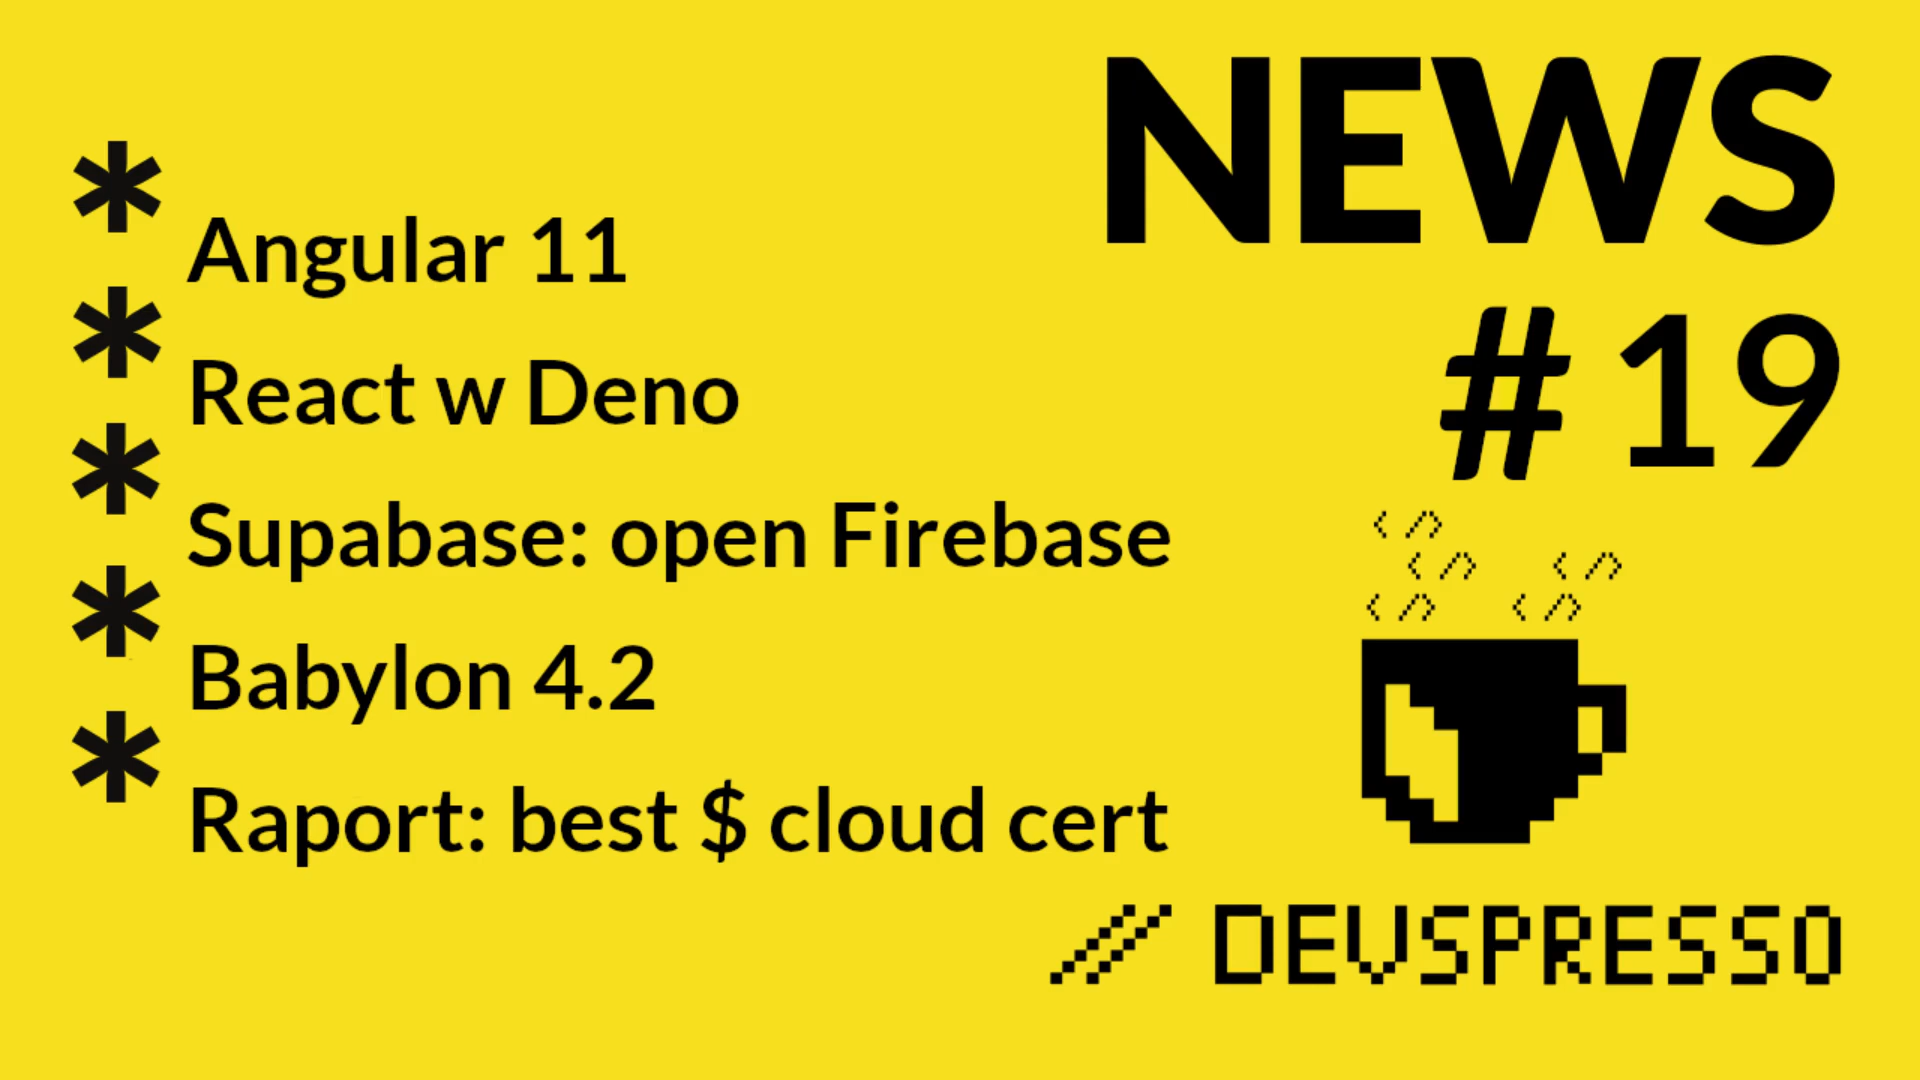 NEWS
#19
* Angular 11
* React w Deno
* Supabase: open Firebase
* Babylon 4.2
* Raport: best $ cloud cert
</>
</> </>
</> </>
// DEVSPRESSO